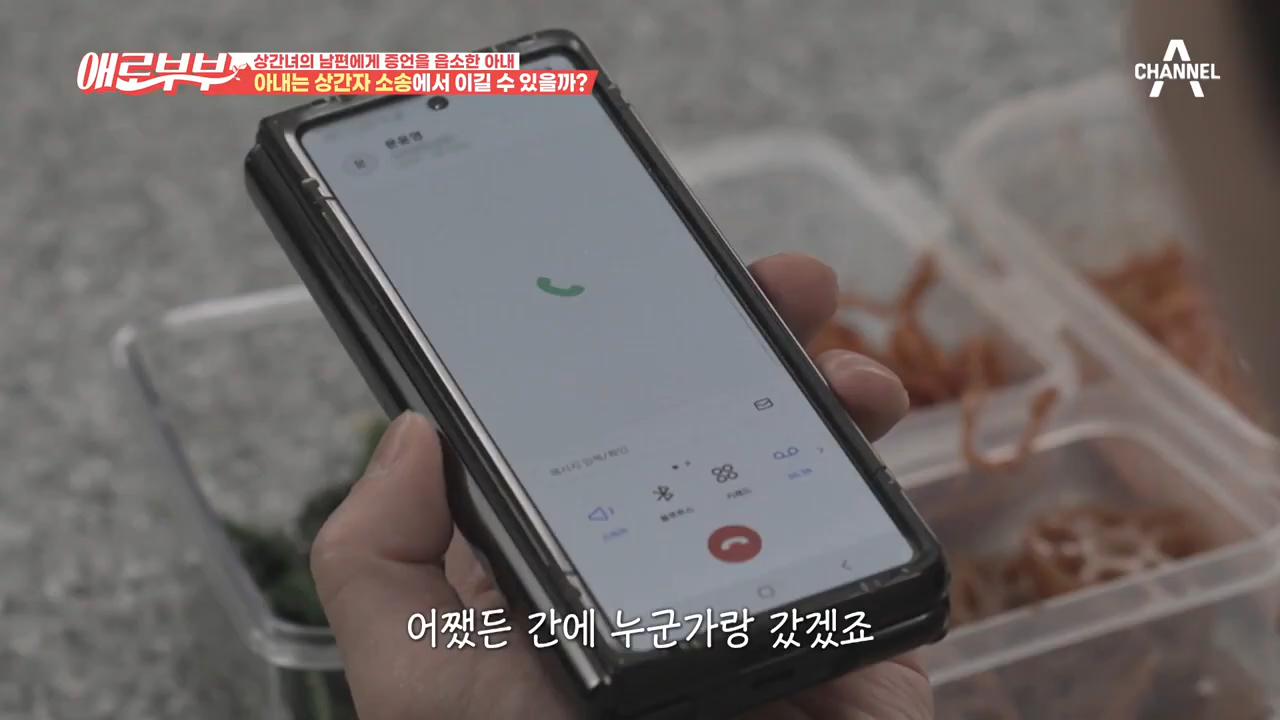 애로부부
상간녀의 남편에게 증언을 읍소한 아내
아내는 상간자 소송에서 이길 수 있을까?
CHANNEL A
어쨌든 간에 누군가랑 갔겠죠